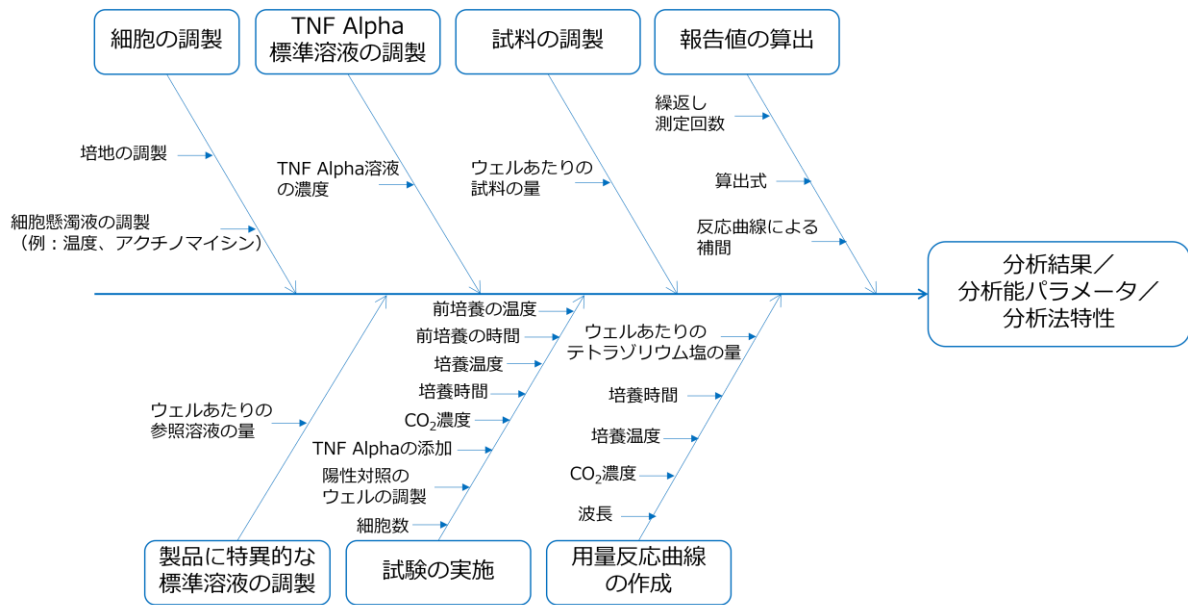 細胞の調製
TNF Alpha
標準溶液の調製
試料の調製
報告値の算出
培地の調製
細胞懸濁液の調製
（例：温度、アクチノマイシン）
TNF Alpha溶液
の濃度
ウェルあたりの
試料の量
繰返し
測定回数
算出式
反応曲線による
補間
分析結果／
分析能パラメータ／
分析法特性
ウェルあたりの
参照溶液の量
前培養の温度
前培養の時間
培養温度
培養時間
CO₂濃度
TNF Alphaの添加
陽性対照の
ウェルの調製
細胞数
ウェルあたりの
テトラゾリウム塩の量
培養時間
培養温度
CO₂濃度
波長
製品に特異的な
標準溶液の調製
試験の実施
用量反応曲線
の作成